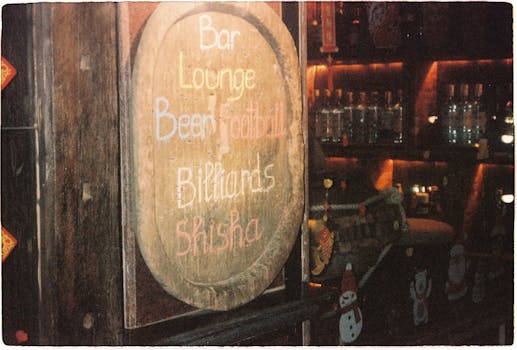 Bar
Lounge
Beer Football
Billiards
Shisha